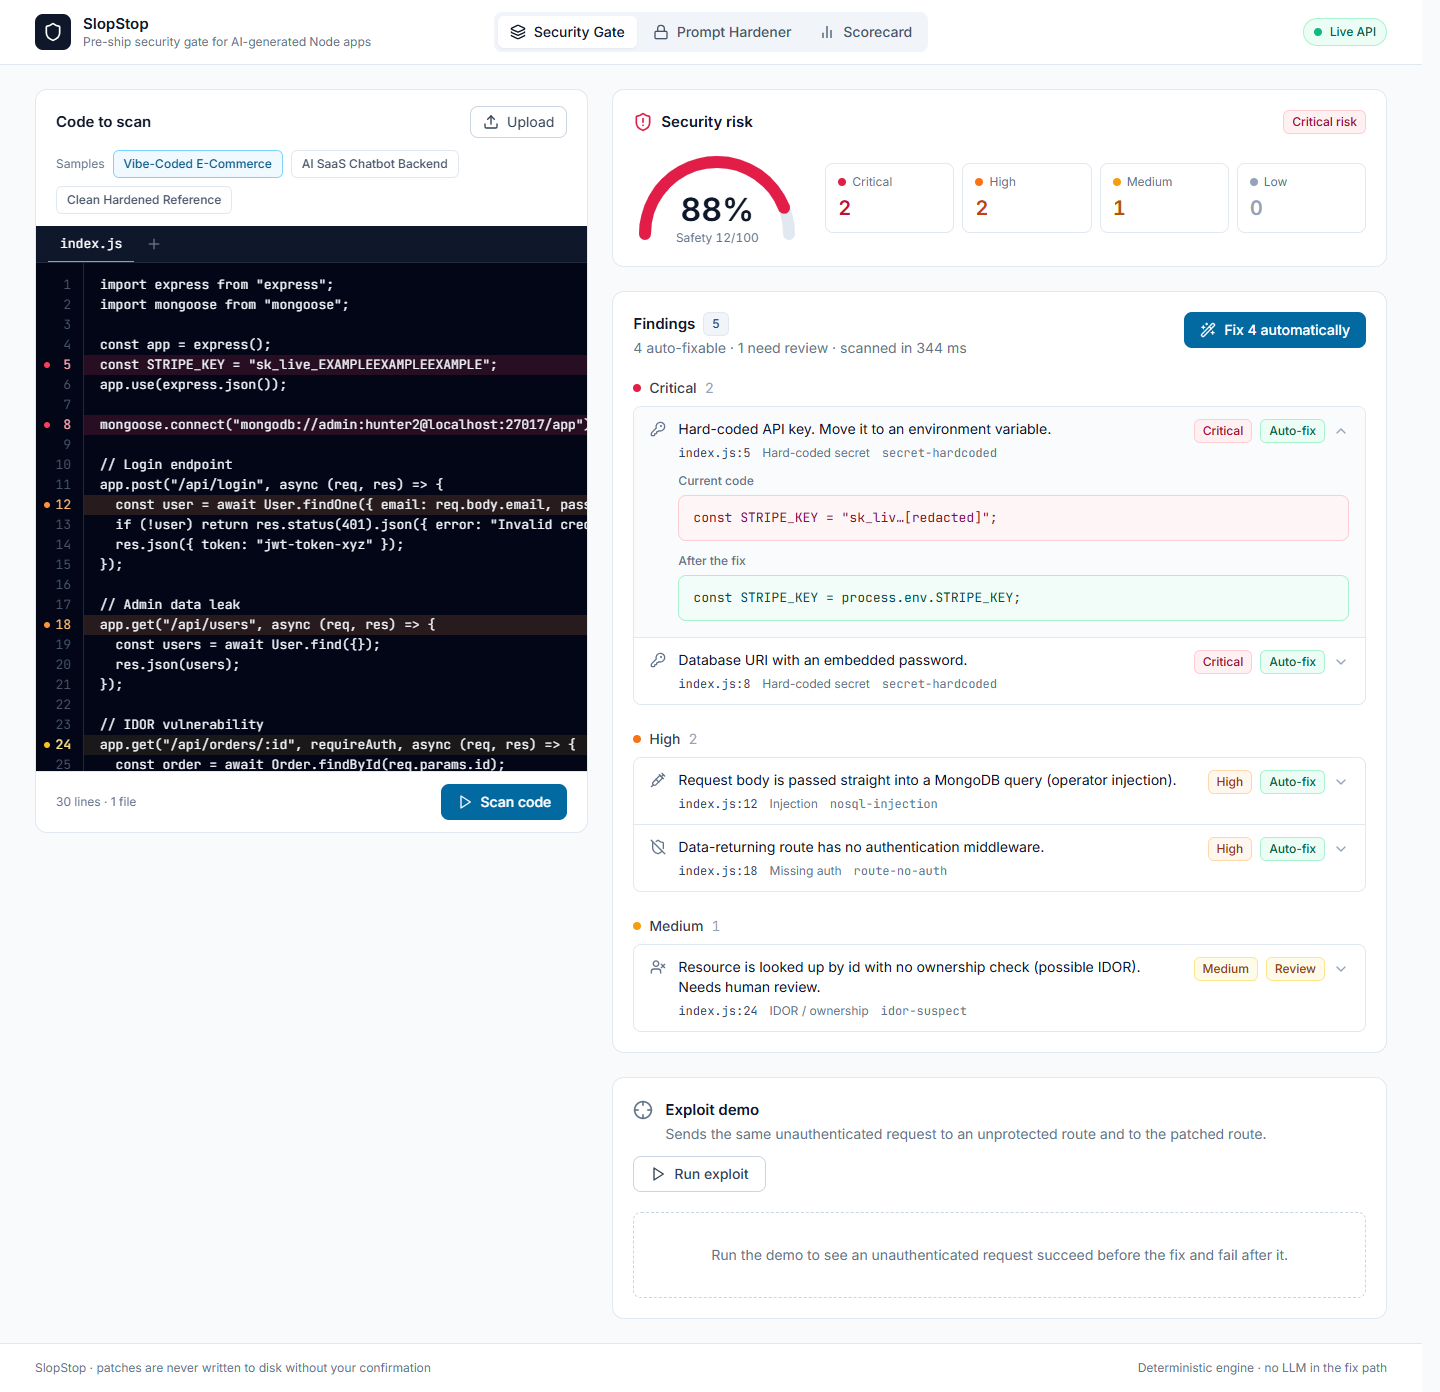 SlopStop
Pre-ship security gate for AI-generated Node apps
Security Gate
Prompt Hardener
Scorecard
Live API
Code to scan
Upload
Samples
Vibe-Coded E-Commerce
AI SaaS Chatbot Backend
Clean Hardened Reference
index.js
1 import express from "express";
2 import mongoose from "mongoose";
3
4 const app = express();
5 const STRIPE_KEY = "sk_live_EXAMPLEEXAMPLEEXAMPLE";
6 app.use(express.json());
7
8 mongoose.connect("mongodb://admin:hunter2@localhost:27017/app")
9
10 // Login endpoint
11 app.post("/api/login", async (req, res) => {
12 const user = await User.findOne({ email: req.body.email, pass
13 if (!user) return res.status(401).json({ error: "Invalid cred
14 res.json({ token: "jwt-token-xyz" });
15 });
16
17 // Admin data leak
18 app.get("/api/users", async (req, res) => {
19 const users = await User.find({});
20 res.json(users);
21 });
22
23 // IDOR vulnerability
24 app.get("/api/orders/:id", requireAuth, async (req, res) => {
25 const order = await Order.findById(req.params.id);
30 lines · 1 file
Scan code
Security risk
Critical risk
88%
Safety 12/100
Critical
2
High
2
Medium
1
Low
0
Findings 5
4 auto-fixable · 1 need review · scanned in 344 ms
Fix 4 automatically
Critical 2
Hard-coded API key. Move it to an environment variable.
Critical
Auto-fix
index.js:5 Hard-coded secret secret-hardcoded
Current code
const STRIPE_KEY = "sk_liv…[redacted]";
After the fix
const STRIPE_KEY = process.env.STRIPE_KEY;
Database URI with an embedded password.
Critical
Auto-fix
index.js:8 Hard-coded secret secret-hardcoded
High 2
Request body is passed straight into a MongoDB query (operator injection).
High
Auto-fix
index.js:12 Injection nosql-injection
Data-returning route has no authentication middleware.
High
Auto-fix
index.js:18 Missing auth route-no-auth
Medium 1
Resource is looked up by id with no ownership check (possible IDOR).
Needs human review.
Medium
Review
index.js:24 IDOR / ownership idor-suspect
Exploit demo
Sends the same unauthenticated request to an unprotected route and to the patched route.
Run exploit
Run the demo to see an unauthenticated request succeed before the fix and fail after it.
SlopStop · patches are never written to disk without your confirmation
Deterministic engine · no LLM in the fix path